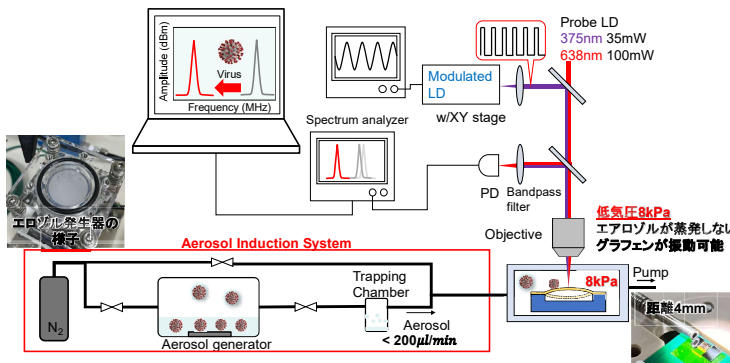 Amplitude (dBm)
Virus
Frequency (MHz)
Spectrum analyzer
Modulated
LD
w/XY stage
Probe LD
375nm 35mW
638nm 100mW
PD
Bandpass
filter
Objective
低気圧8kPa
エアロゾルが蒸発しない
グラフェンが振動可能
エロゾル発生器の
様子
Aerosol Induction System
N2
Aerosol generator
Trapping
Chamber
Aerosol
< 200μl/min
8kPa
Pump
距離4mm